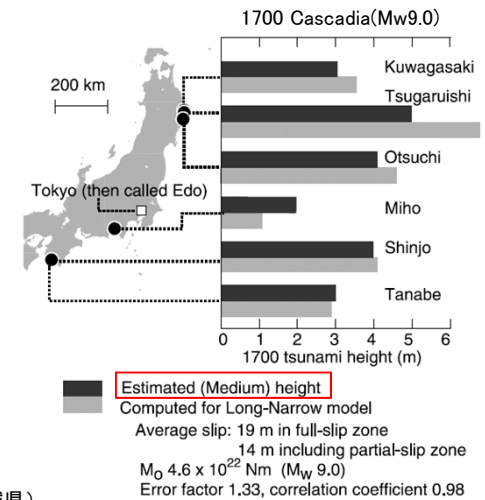 1700 Cascadia(Mw9.0)
200 km
Kuwagasaki
Tsugaruishi
Otsuchi
Tokyo (then called Edo)
Miho
Shinjo
Tanabe
0 1 2 3 4 5 6
1700 tsunami height (m)
Estimated (Medium) height
Computed for Long-Narrow model
Average slip: 19 m in full-slip zone
14 m including partial-slip zone
Mo 4.6 x 10²² Nm (Mw 9.0)
Error factor 1.33, correlation coefficient 0.98
県）